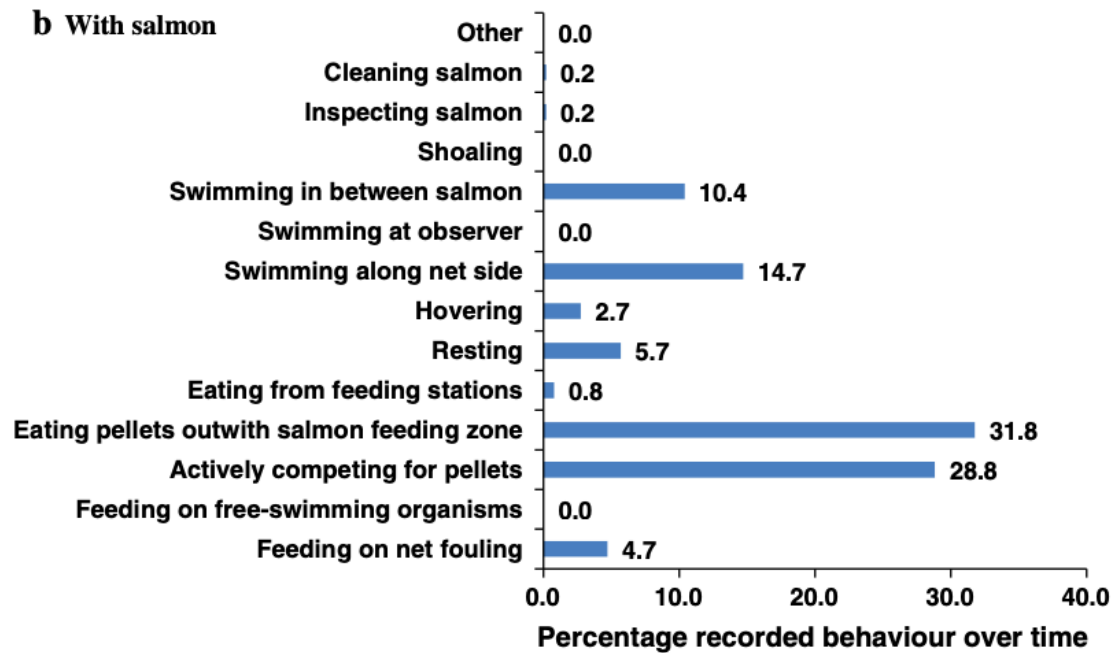 b With salmon
Other 0.0
Cleaning salmon 0.2
Inspecting salmon 0.2
Shoaling 0.0
Swimming in between salmon 10.4
Swimming at observer 0.0
Swimming along net side 14.7
Hovering 2.7
Resting 5.7
Eating from feeding stations 0.8
Eating pellets outwith salmon feeding zone 31.8
Actively competing for pellets 28.8
Feeding on free-swimming organisms 0.0
Feeding on net fouling 4.7
0.0 10.0 20.0 30.0 40.0
Percentage recorded behaviour over time